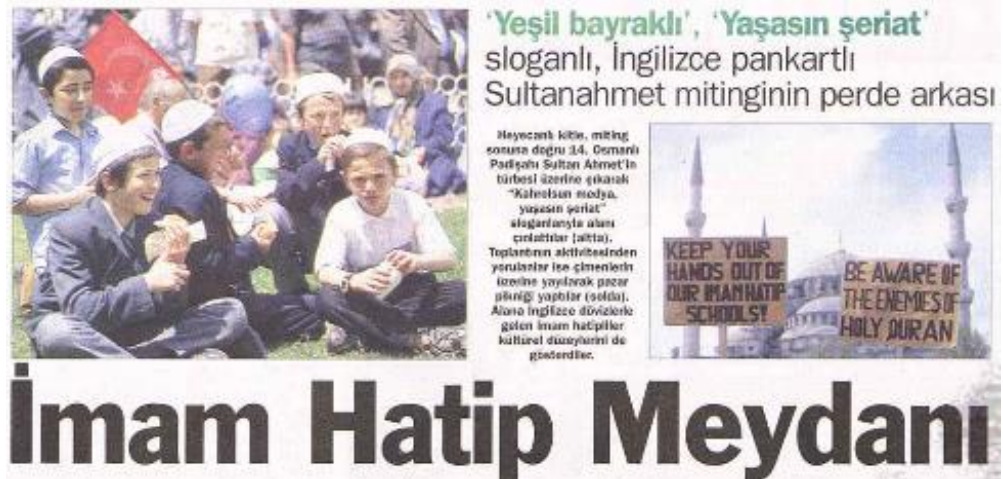 'Yeşil bayraklı', 'Yaşasın şeriat'
sloganlı, İngilizce pankartlı
Sultanahmet mitinginin perde arkası
Heyecanlı kitle, miting
sonuna doğru 14. Osmanlı
Padişahı Sultan Ahmet'in
türbesi üzerine çıkarak
"Kahrolsun medya,
yaşasın şeriat"
sloganlarıyla alanı
çınlattılar (altta).
Toplantının aktivitesinden
yorulanlar ise çimenlerin
üzerine yayılarak pazar
pikniği yaptılar (solda).
Alana İngilizce dövizlerle
gelen imam hatipliler
kültürel düzeylerini de
gösterdiler.
KEEP YOUR
HANDS OUT OF
OUR IMAM HATIP
SCHOOLS!
BE AWARE OF
THE ENEMIES OF
HOLY QURAN
İmam Hatip Meydanı